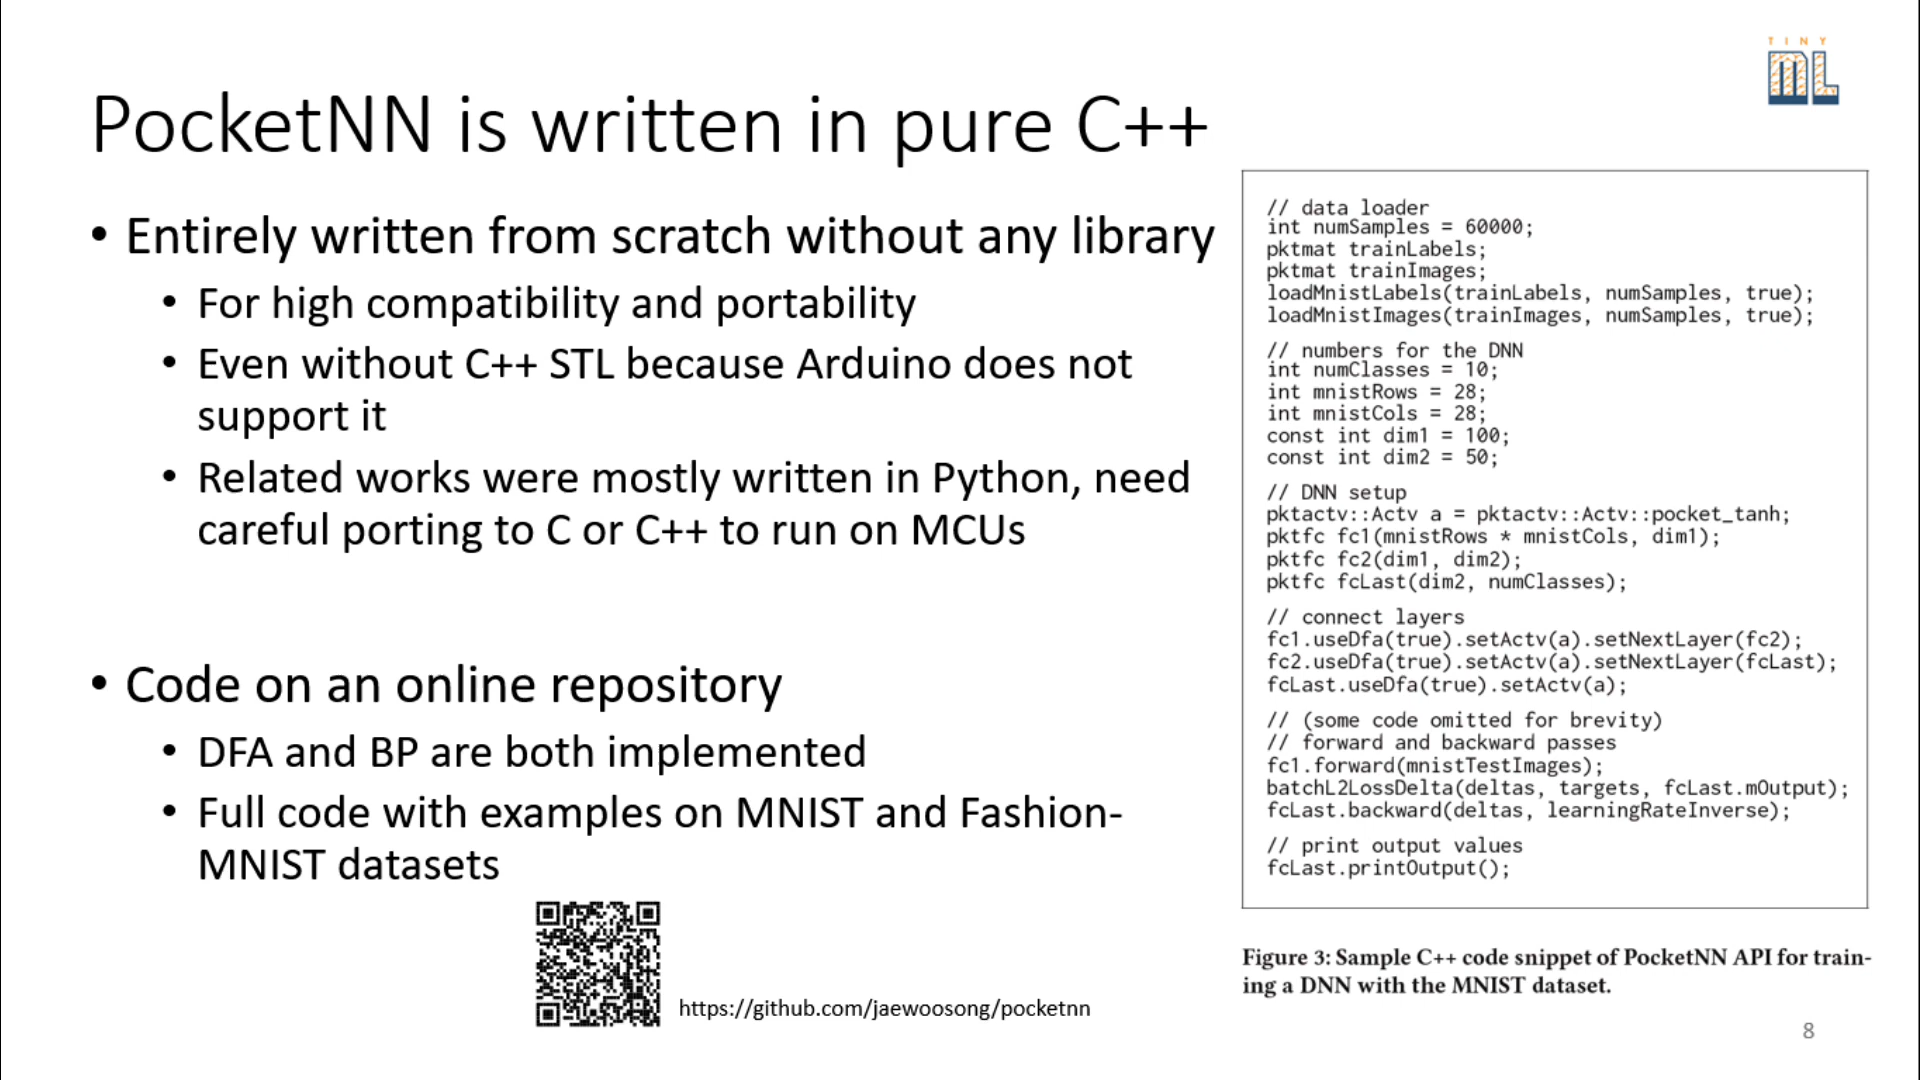 TINY
ML
PocketNN is written in pure C++
• Entirely written from scratch without any library
• For high compatibility and portability
• Even without C++ STL because Arduino does not
support it
• Related works were mostly written in Python, need
careful porting to C or C++ to run on MCUs
• Code on an online repository
• DFA and BP are both implemented
• Full code with examples on MNIST and Fashion-
MNIST datasets
https://github.com/jaewoosong/pocketnn
// data loader
int numSamples = 60000;
pktmat trainLabels;
pktmat trainImages;
loadMnistLabels(trainLabels, numSamples, true);
loadMnistImages(trainImages, numSamples, true);
// numbers for the DNN
int numClasses = 10;
int mnistRows = 28;
int mnistCols = 28;
const int dim1 = 100;
const int dim2 = 50;
// DNN setup
pktactv::Actv a = pktactv::Actv::pocket_tanh;
pktfc fc1(mnistRows * mnistCols, dim1);
pktfc fc2(dim1, dim2);
pktfc fcLast(dim2, numClasses);
// connect layers
fc1.useDfa(true).setActv(a).setNextLayer(fc2);
fc2.useDfa(true).setActv(a).setNextLayer(fcLast);
fcLast.useDfa(true).setActv(a);
// (some code omitted for brevity)
// forward and backward passes
fc1.forward(mnistTestImages);
batchL2LossDelta(deltas, targets, fcLast.mOutput);
fcLast.backward(deltas, learningRateInverse);
// print output values
fcLast.printOutput();
Figure 3: Sample C++ code snippet of PocketNN API for train-
ing a DNN with the MNIST dataset.
8